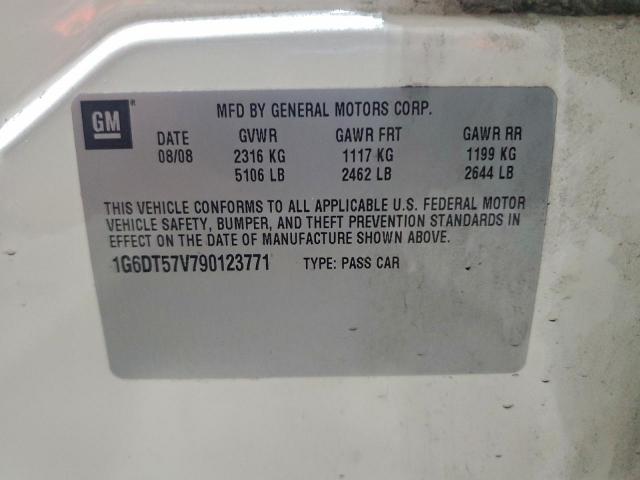 GM®
MFD BY GENERAL MOTORS CORP.
DATE GVWR GAWR FRT GAWR RR
08/08 2316 KG 1117 KG 1199 KG
5106 LB 2462 LB 2644 LB
THIS VEHICLE CONFORMS TO ALL APPLICABLE U.S. FEDERAL MOTOR
VEHICLE SAFETY, BUMPER, AND THEFT PREVENTION STANDARDS IN
EFFECT ON THE DATE OF MANUFACTURE SHOWN ABOVE.
1G6DT57V790123771 TYPE: PASS CAR